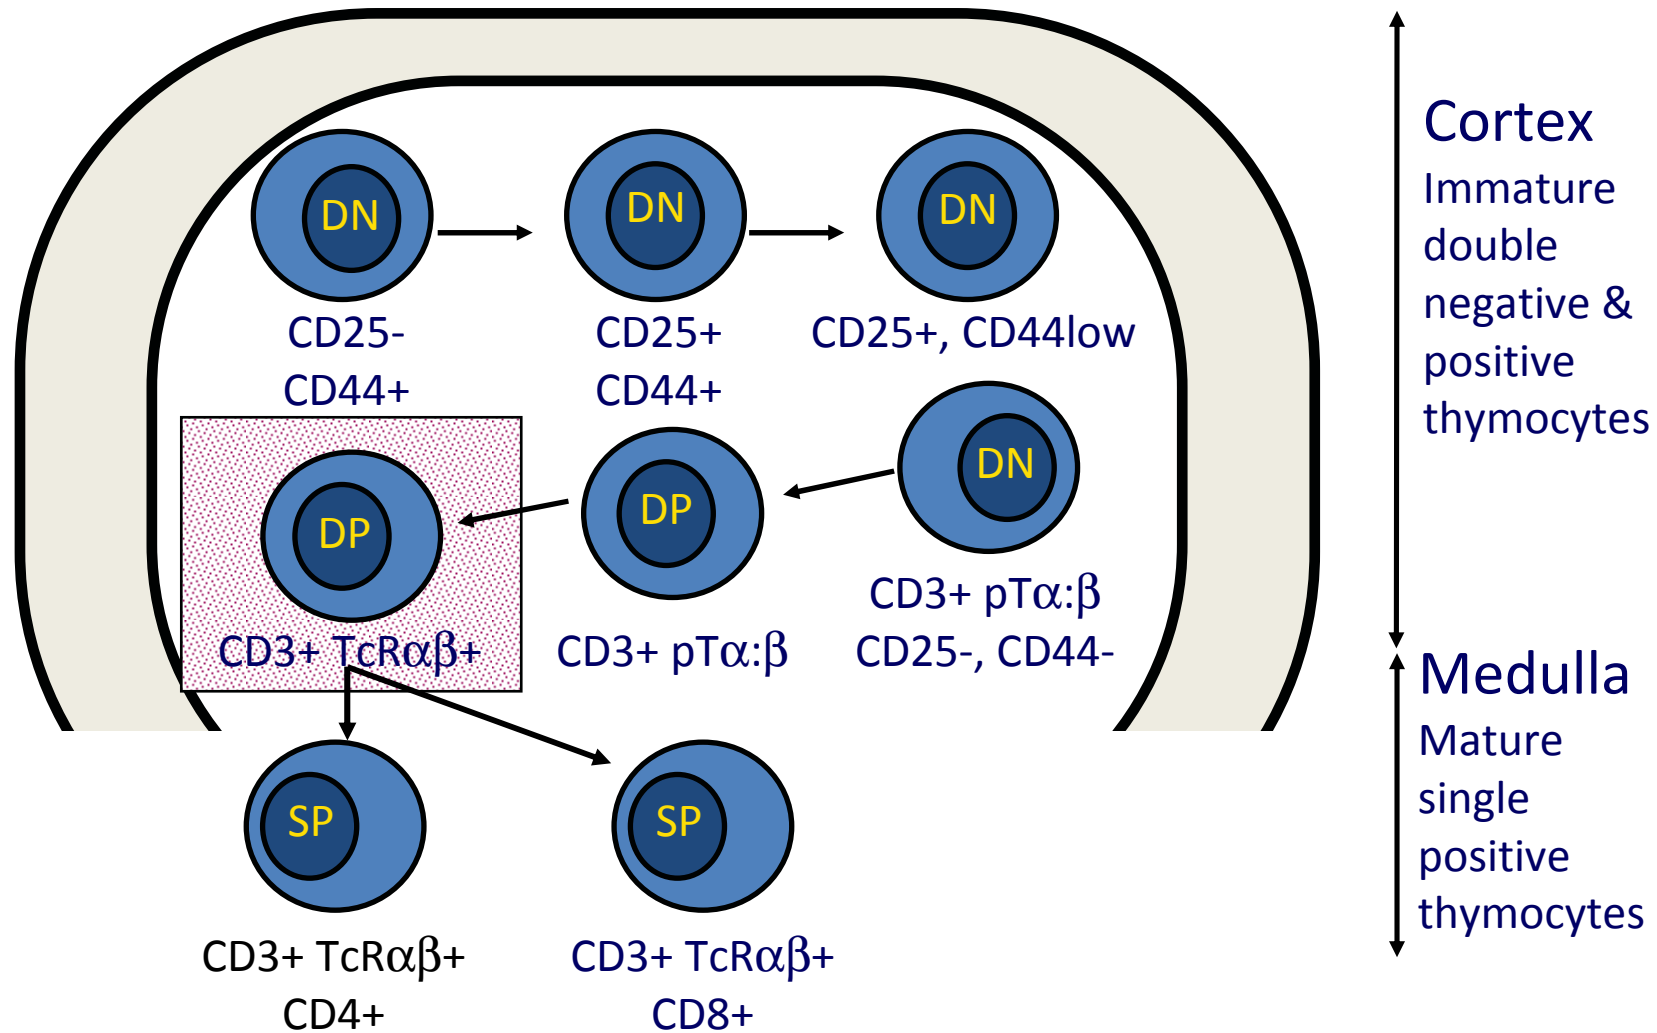 DN
DN
DN
CD25-
CD44+
CD25+
CD44+
CD25+, CD44low
DP
DP
DN
CD3+ TcRαβ+
CD3+ pTα:β
CD3+ pTα:β
CD25-, CD44-
SP
SP
CD3+ TcRαβ+
CD4+
CD3+ TcRαβ+
CD8+
Cortex
Immature
double
negative &
positive
thymocytes
Medulla
Mature
single
positive
thymocytes